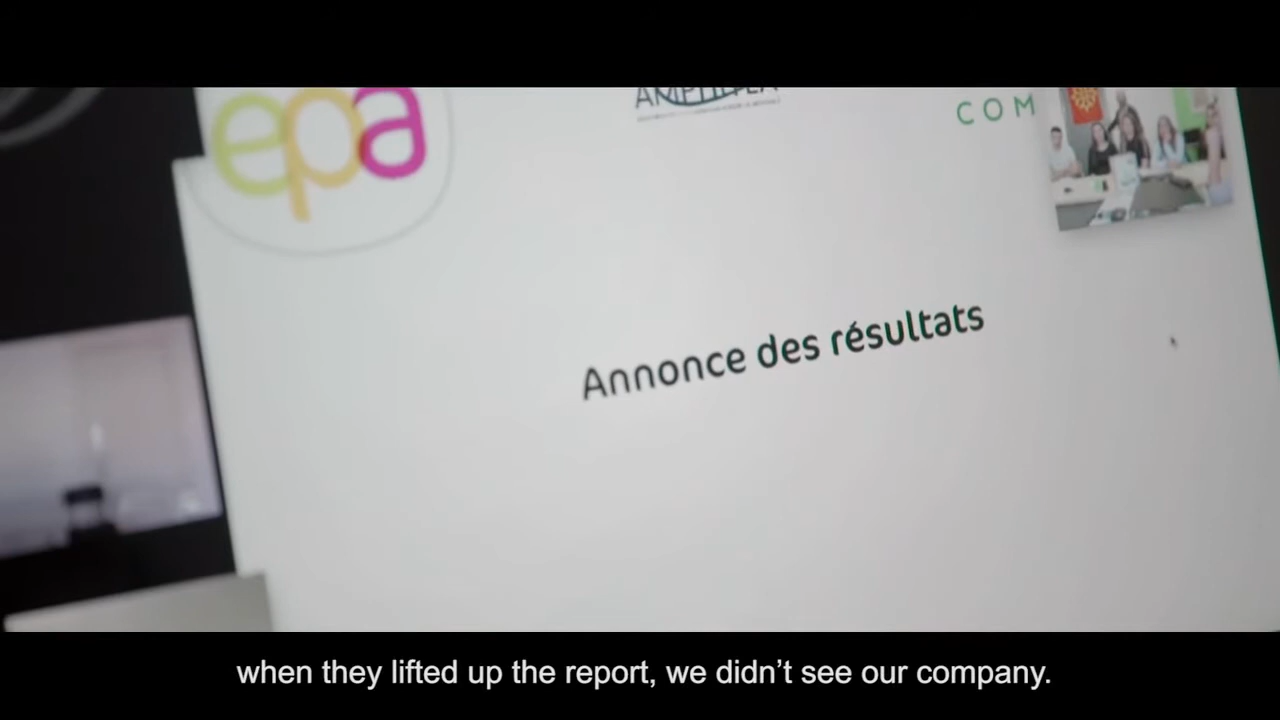 epa
COM
Annonce des résultats
when they lifted up the report, we didn’t see our company.